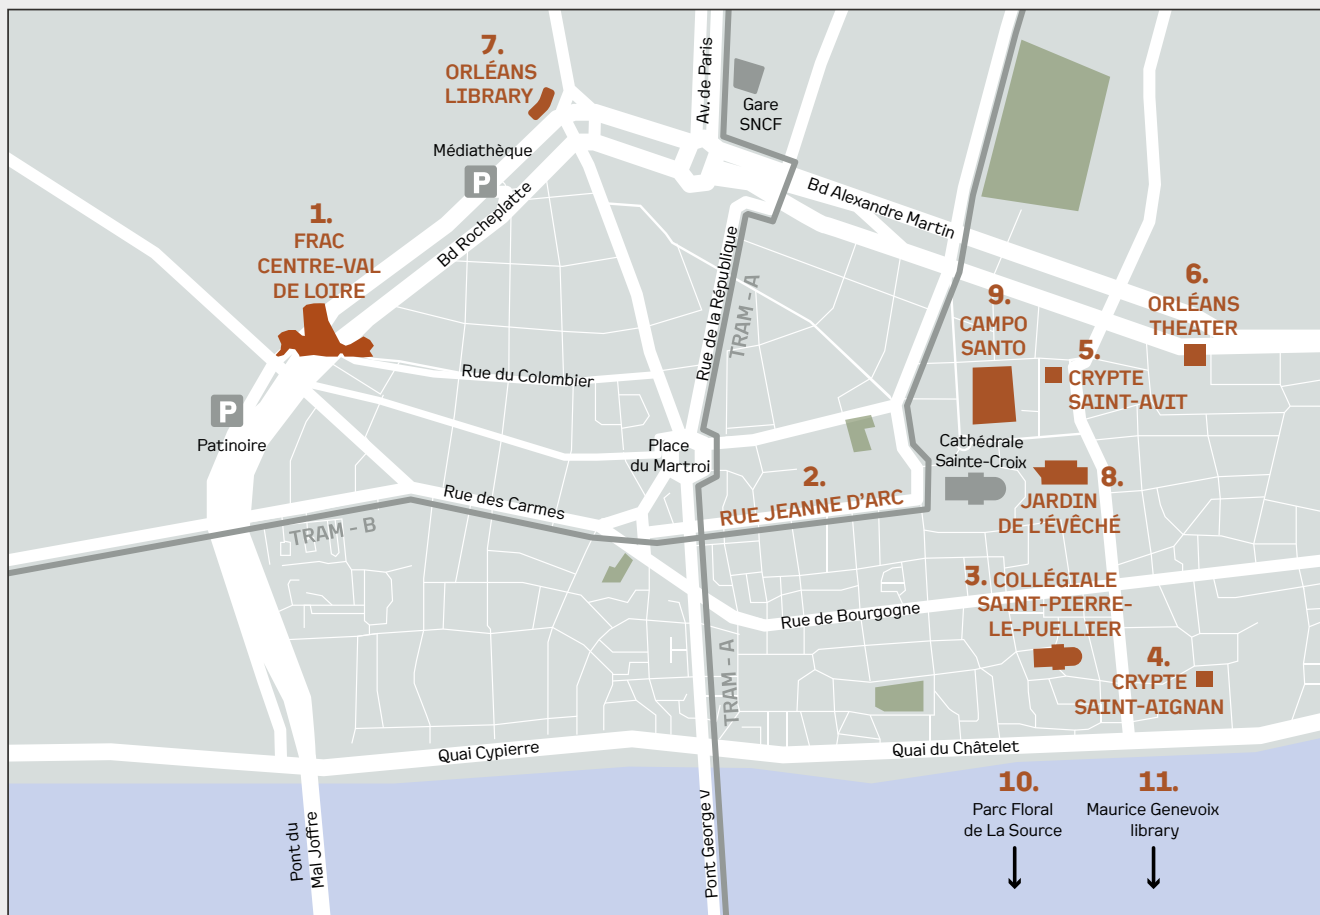 7.
ORLÉANS
LIBRARY
Av. de Paris
Gare
SNCF
Médiathèque
P
Bd Rocheplatte
Bd Alexandre Martin
1.
FRAC
CENTRE-VAL
DE LOIRE
Rue de la République
TRAM - A
6.
ORLÉANS
THEATER
9.
CAMPO
SANTO
5.
CRYPTE
SAINT-AVIT
Rue du Colombier
P
Patinoire
Place
du Martroi
Cathédrale
Sainte-Croix
2.
RUE JEANNE D'ARC
8.
JARDIN
DE L'ÉVÊCHÉ
Rue des Carmes
TRAM - B
3. COLLÉGIALE
SAINT-PIERRE-
LE-PUELLIER
Rue de Bourgogne
4.
CRYPTE
SAINT-AIGNAN
TRAM - A
Quai Cypierre
Quai du Châtelet
10.
Parc Floral
de La Source
11.
Maurice Genevoix
library
Pont du
Mal Joffre
Pont George V